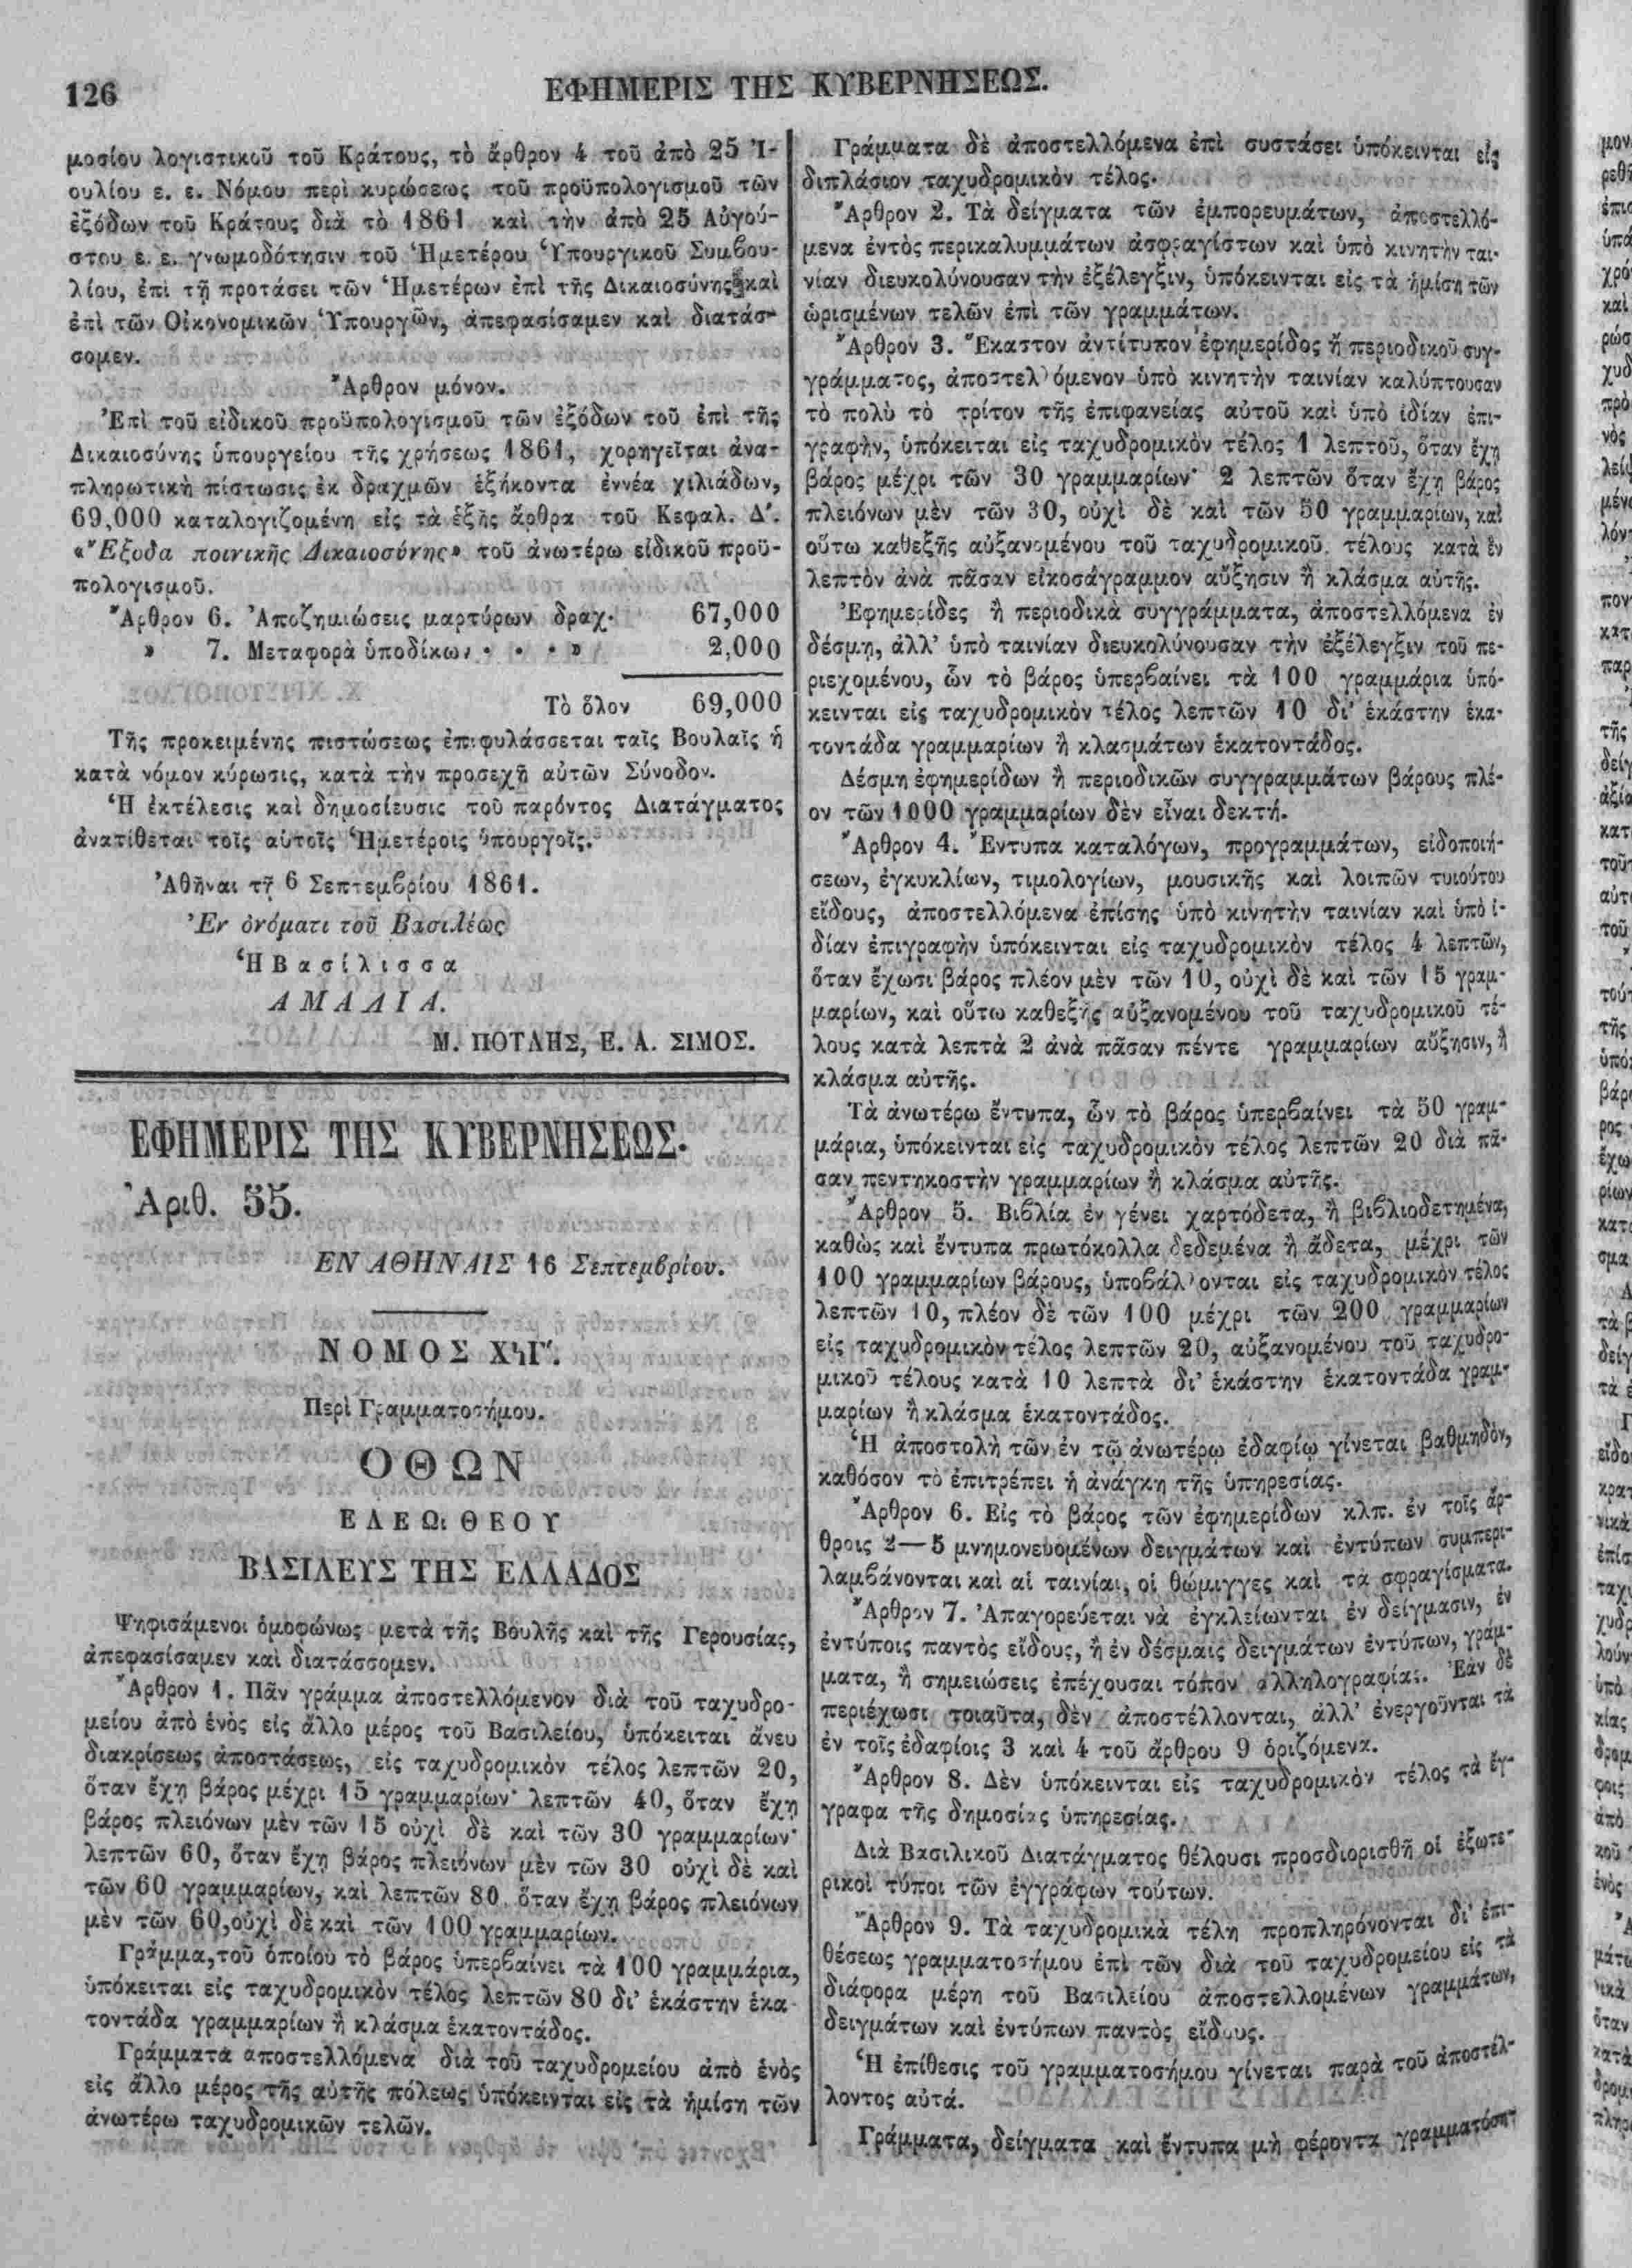 126
ΕΦΗΜΕΡΙΣ ΤΗΣ ΚΥΒΕΡΝΗΣΕΩΣ.
μοσίου λογιστικοῦ τοῦ Κράτους, τὸ ἄρθρον 4 τοῦ ἀπὸ 25 Ἰ-
ουλίου ε. ε. Νόμου περὶ κυρώσεως τοῦ προϋπολογισμοῦ τῶν
ἐξόδων τοῦ Κράτους διὰ τὸ 1861 καὶ τὴν ἀπὸ 25 Αὐγού-
στου ε. ε. γνωμοδότησιν τοῦ Ἡμετέρου Ὑπουργικοῦ Συμβου-
λίου, ἐπὶ τῇ προτάσει τῶν Ἡμετέρων ἐπὶ τῆς Δικαιοσύνης καὶ
ἐπὶ τῶν Οἰκονομικῶν Ὑπουργῶν, ἀπεφασίσαμεν καὶ διατάσ-
σομεν.
Ἄρθρον μόνον.
Ἐπὶ τοῦ εἰδικοῦ προϋπολογισμοῦ τῶν ἐξόδων τοῦ ἐπὶ τῆς
Δικαιοσύνης ὑπουργείου τῆς χρήσεως 1861, χορηγεῖται ἀνα-
πληρωτικὴ πίστωσις ἐκ δραχμῶν ἑξήκοντα ἐννέα χιλιάδων,
69,000 καταλογιζομένη εἰς τὰ ἑξῆς ἄρθρα τοῦ Κεφαλ. Δ'.
«Ἔξοδα ποινικῆς Δικαιοσύνης» τοῦ ἀνωτέρω εἰδικοῦ προϋ-
πολογισμοῦ.
Ἄρθρον 6. Ἀποζημιώσεις μαρτύρων δραχ. 67,000
» 7. Μεταφορὰ ὑποδίκων . . . » 2,000
Τὸ ὅλον 69,000
Τῆς προκειμένης πιστώσεως ἐπιφυλάσσεται ταῖς Βουλαῖς ἡ
κατὰ νόμον κύρωσις, κατὰ τὴν προσεχῆ αὐτῶν Σύνοδον.
Ἡ ἐκτέλεσις καὶ δημοσίευσις τοῦ παρόντος Διατάγματος
ἀνατίθεται τοῖς αὐτοῖς Ἡμετέροις ὑπουργοῖς.
Ἀθῆναι τῇ 6 Σεπτεμβρίου 1861.
Ἐν ὀνόματι τοῦ Βασιλέως
Ἡ Βασίλισσα
ΑΜΑΛΙΑ.
Μ. ΠΟΤΛΗΣ, Ε. Α. ΣΙΜΟΣ.
ΕΦΗΜΕΡΙΣ ΤΗΣ ΚΥΒΕΡΝΗΣΕΩΣ.
Ἀριθ. 55.
ΕΝ ΑΘΗΝΑΙΣ 16 Σεπτεμβρίου.
ΝΟΜΟΣ ΧϟΓ'.
Περὶ Γραμματοσήμου.
ΟΘΩΝ
ΕΛΕΩι ΘΕΟΥ
ΒΑΣΙΛΕΥΣ ΤΗΣ ΕΛΛΑΔΟΣ
Ψηφισάμενοι ὁμοφώνως μετὰ τῆς Βουλῆς καὶ τῆς Γερουσίας,
ἀπεφασίσαμεν καὶ διατάσσομεν.
Ἄρθρον 1. Πᾶν γράμμα ἀποστελλόμενον διὰ τοῦ ταχυδρο-
μείου ἀπὸ ἑνὸς εἰς ἄλλο μέρος τοῦ Βασιλείου, ὑπόκειται ἄνευ
διακρίσεως ἀποστάσεως, εἰς ταχυδρομικὸν τέλος λεπτῶν 20,
ὅταν ἔχῃ βάρος μέχρι 15 γραμμαρίων· λεπτῶν 40, ὅταν ἔχῃ
βάρος πλειόνων μὲν τῶν 15 οὐχὶ δὲ καὶ τῶν 30 γραμμαρίων·
λεπτῶν 60, ὅταν ἔχῃ βάρος πλειόνων μὲν τῶν 30 οὐχὶ δὲ καὶ
τῶν 60 γραμμαρίων, καὶ λεπτῶν 80, ὅταν ἔχῃ βάρος πλειόνων
μὲν τῶν 60, οὐχὶ δὲ καὶ τῶν 100 γραμμαρίων.
Γράμμα, τοῦ ὁποίου τὸ βάρος ὑπερβαίνει τὰ 100 γραμμάρια,
ὑπόκειται εἰς ταχυδρομικὸν τέλος λεπτῶν 80 δι' ἑκάστην ἑκα-
τοντάδα γραμμαρίων ἢ κλάσμα ἑκατοντάδος.
Γράμματα ἀποστελλόμενα διὰ τοῦ ταχυδρομείου ἀπὸ ἑνὸς
εἰς ἄλλο μέρος τῆς αὐτῆς πόλεως ὑπόκεινται εἰς τὰ ἡμίση τῶν
ἀνωτέρω ταχυδρομικῶν τελῶν.
Γράμματα δὲ ἀποστελλόμενα ἐπὶ συστάσει ὑπόκεινται εἰς
διπλάσιον ταχυδρομικὸν τέλος.
Ἄρθρον 2. Τὰ δείγματα τῶν ἐμπορευμάτων, ἀποστελλό-
μενα ἐντὸς περικαλυμμάτων ἀσφραγίστων καὶ ὑπὸ κινητὴν ται-
νίαν διευκολύνουσαν τὴν ἐξέλεγξιν, ὑπόκεινται εἰς τὰ ἡμίση τῶν
ὡρισμένων τελῶν ἐπὶ τῶν γραμμάτων.
Ἄρθρον 3. Ἕκαστον ἀντίτυπον ἐφημερίδος ἢ περιοδικοῦ συγ-
γράμματος, ἀποστελλόμενον ὑπὸ κινητὴν ταινίαν καλύπτουσαν
τὸ πολὺ τὸ τρίτον τῆς ἐπιφανείας αὐτοῦ καὶ ὑπὸ ἰδίαν ἐπι-
γραφὴν, ὑπόκειται εἰς ταχυδρομικὸν τέλος 1 λεπτοῦ, ὅταν ἔχῃ
βάρος μέχρι τῶν 30 γραμμαρίων· 2 λεπτῶν ὅταν ἔχῃ βάρος
πλειόνων μὲν τῶν 30, οὐχὶ δὲ καὶ τῶν 50 γραμμαρίων, καὶ
οὕτω καθεξῆς αὐξανομένου τοῦ ταχυδρομικοῦ τέλους κατὰ ἓν
λεπτὸν ἀνὰ πᾶσαν εἰκοσάγραμμον αὔξησιν ἢ κλάσμα αὐτῆς.
Ἐφημερίδες ἢ περιοδικὰ συγγράμματα, ἀποστελλόμενα ἐν
δέσμῃ, ἀλλ' ὑπὸ ταινίαν διευκολύνουσαν τὴν ἐξέλεγξιν τοῦ πε-
ριεχομένου, ὧν τὸ βάρος ὑπερβαίνει τὰ 100 γραμμάρια ὑπό-
κεινται εἰς ταχυδρομικὸν τέλος λεπτῶν 10 δι' ἑκάστην ἑκα-
τοντάδα γραμμαρίων ἢ κλασμάτων ἑκατοντάδος.
Δέσμη ἐφημερίδων ἢ περιοδικῶν συγγραμμάτων βάρους πλέ-
ον τῶν 1000 γραμμαρίων δὲν εἶναι δεκτή.
Ἄρθρον 4. Ἔντυπα καταλόγων, προγραμμάτων, εἰδοποιή-
σεων, ἐγκυκλίων, τιμολογίων, μουσικῆς καὶ λοιπῶν τοιούτου
εἴδους, ἀποστελλόμενα ἐπίσης ὑπὸ κινητὴν ταινίαν καὶ ὑπὸ ἰ-
δίαν ἐπιγραφὴν ὑπόκεινται εἰς ταχυδρομικὸν τέλος 4 λεπτῶν,
ὅταν ἔχωσι βάρος πλέον μὲν τῶν 10, οὐχὶ δὲ καὶ τῶν 15 γραμ-
μαρίων, καὶ οὕτω καθεξῆς αὐξανομένου τοῦ ταχυδρομικοῦ τέ-
λους κατὰ λεπτὰ 2 ἀνὰ πᾶσαν πέντε γραμμαρίων αὔξησιν, ἢ
κλάσμα αὐτῆς.
Τὰ ἀνωτέρω ἔντυπα, ὧν τὸ βάρος ὑπερβαίνει τὰ 50 γραμ-
μάρια, ὑπόκεινται εἰς ταχυδρομικὸν τέλος λεπτῶν 20 διὰ πᾶ-
σαν πεντηκοστὴν γραμμαρίων ἢ κλάσμα αὐτῆς.
Ἄρθρον 5. Βιβλία ἐν γένει χαρτόδετα, ἢ βιβλιοδετημένα,
καθὼς καὶ ἔντυπα πρωτόκολλα δεδεμένα ἢ ἄδετα, μέχρι τῶν
100 γραμμαρίων βάρους, ὑποβάλλονται εἰς ταχυδρομικὸν τέλος
λεπτῶν 10, πλέον δὲ τῶν 100 μέχρι τῶν 200 γραμμαρίων
εἰς ταχυδρομικὸν τέλος λεπτῶν 20, αὐξανομένου τοῦ ταχυδρο-
μικοῦ τέλους κατὰ 10 λεπτὰ δι' ἑκάστην ἑκατοντάδα γραμ-
μαρίων ἢ κλάσμα ἑκατοντάδος.
Ἡ ἀποστολὴ τῶν ἐν τῷ ἀνωτέρῳ ἐδαφίῳ γίνεται βαθμηδὸν,
καθόσον τὸ ἐπιτρέπει ἡ ἀνάγκη τῆς ὑπηρεσίας.
Ἄρθρον 6. Εἰς τὸ βάρος τῶν ἐφημερίδων κλπ. ἐν τοῖς ἄρ-
θροις 2—5 μνημονευομένων δειγμάτων καὶ ἐντύπων συμπερι-
λαμβάνονται καὶ αἱ ταινίαι, οἱ θώμιγγες καὶ τὰ σφραγίσματα.
Ἄρθρον 7. Ἀπαγορεύεται νὰ ἐγκλείωνται ἐν δείγμασιν, ἐν
ἐντύποις παντὸς εἴδους, ἢ ἐν δέσμαις δειγμάτων ἐντύπων, γράμ-
ματα, ἢ σημειώσεις ἐπέχουσαι τόπον ἀλληλογραφίας. Ἐὰν δὲ
περιέχωσι τοιαῦτα, δὲν ἀποστέλλονται, ἀλλ' ἐνεργοῦνται τὰ
ἐν τοῖς ἐδαφίοις 3 καὶ 4 τοῦ ἄρθρου 9 ὁριζόμενα.
Ἄρθρον 8. Δὲν ὑπόκεινται εἰς ταχυδρομικὸν τέλος τὰ ἔγ-
γραφα τῆς δημοσίας ὑπηρεσίας.
Διὰ Βασιλικοῦ Διατάγματος θέλουσι προσδιορισθῆ οἱ ἐξωτε-
ρικοὶ τύποι τῶν ἐγγράφων τούτων.
Ἄρθρον 9. Τὰ ταχυδρομικὰ τέλη προπληρόνονται δι' ἐπι-
θέσεως γραμματοσήμου ἐπὶ τῶν διὰ τοῦ ταχυδρομείου εἰς τὰ
διάφορα μέρη τοῦ Βασιλείου ἀποστελλομένων γραμμάτων,
δειγμάτων καὶ ἐντύπων παντὸς εἴδους.
Ἡ ἐπίθεσις τοῦ γραμματοσήμου γίνεται παρὰ τοῦ ἀποστέλ-
λοντος αὐτά.
Γράμματα, δείγματα καὶ ἔντυπα μὴ φέροντα γραμματόση-